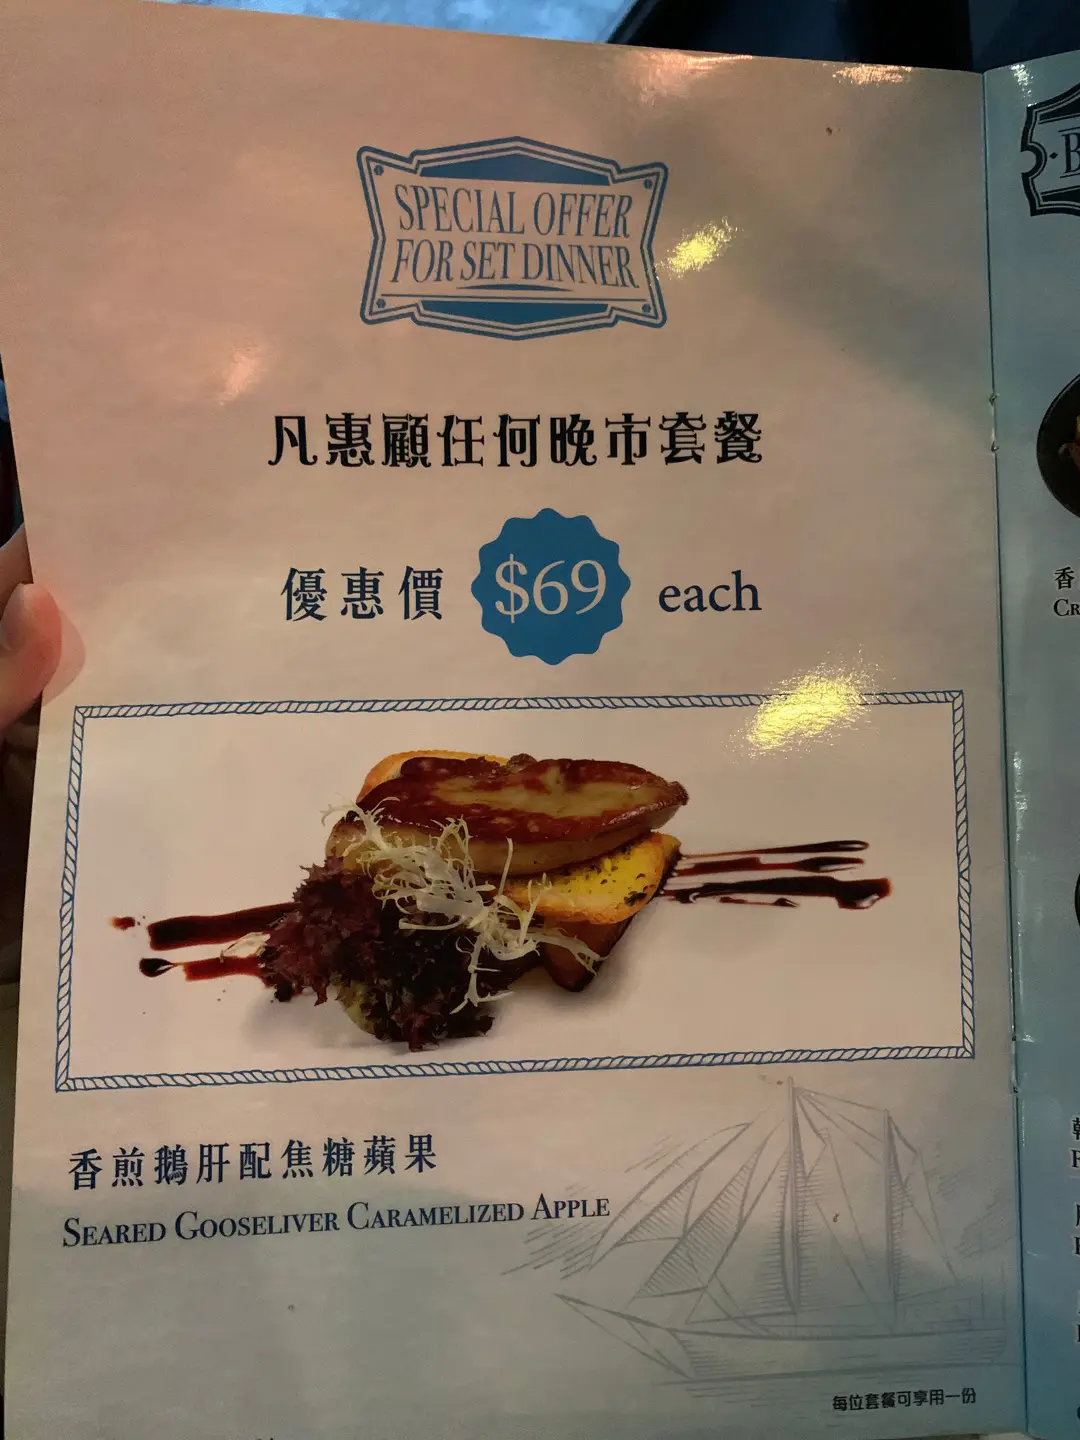 SPECIAL OFFER
FOR SET DINNER
凡惠顧任何晚市套餐
優惠價 $69 each
香煎鵝肝配焦糖蘋果
SEARED GOOSELIVER CARAMELIZED APPLE
每位套餐可享用一份
香
CR